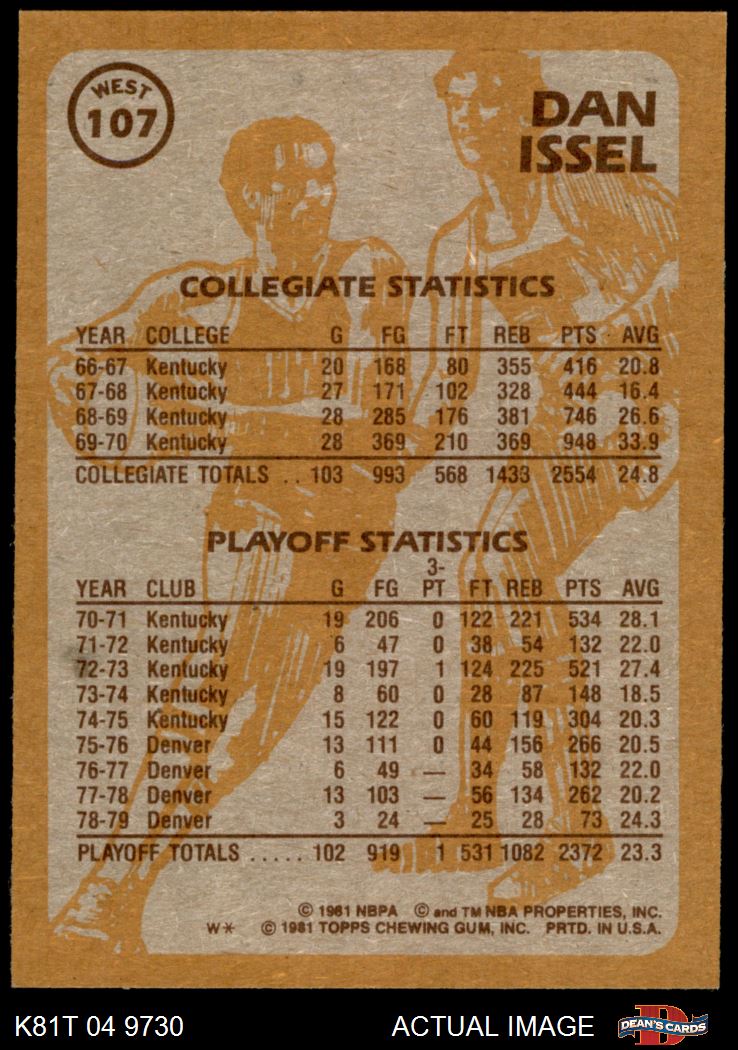 WEST
107
DAN
ISSEL
COLLEGIATE STATISTICS
YEAR COLLEGE G FG FT REB PTS AVG
66-67 Kentucky 20 168 80 355 416 20.8
67-68 Kentucky 27 171 102 328 444 16.4
68-69 Kentucky 28 285 176 381 746 26.6
69-70 Kentucky 28 369 210 369 948 33.9
COLLEGIATE TOTALS .. 103 993 568 1433 2554 24.8
PLAYOFF STATISTICS
YEAR CLUB G FG 3-PT FT REB PTS AVG
70-71 Kentucky 19 206 0 122 221 534 28.1
71-72 Kentucky 6 47 0 38 54 132 22.0
72-73 Kentucky 19 197 1 124 225 521 27.4
73-74 Kentucky 8 60 0 28 87 148 18.5
74-75 Kentucky 15 122 0 60 119 304 20.3
75-76 Denver 13 111 0 44 156 266 20.5
76-77 Denver 6 49 — 34 58 132 22.0
77-78 Denver 13 103 — 56 134 262 20.2
78-79 Denver 3 24 — 25 28 73 24.3
PLAYOFF TOTALS ..... 102 919 1 531 1082 2372 23.3
© 1981 NBPA © and TM NBA PROPERTIES, INC.
W* © 1981 TOPPS CHEWING GUM, INC. PRTD. IN U.S.A.
K81T 04 9730 ACTUAL IMAGE D DEAN'S CARDS